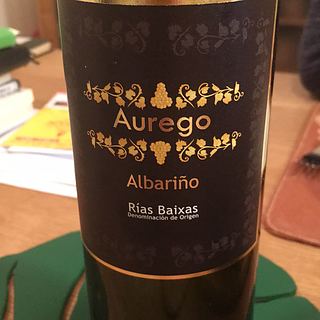 Aurego
Albariño
Rías Baixas
Denominación de Origen